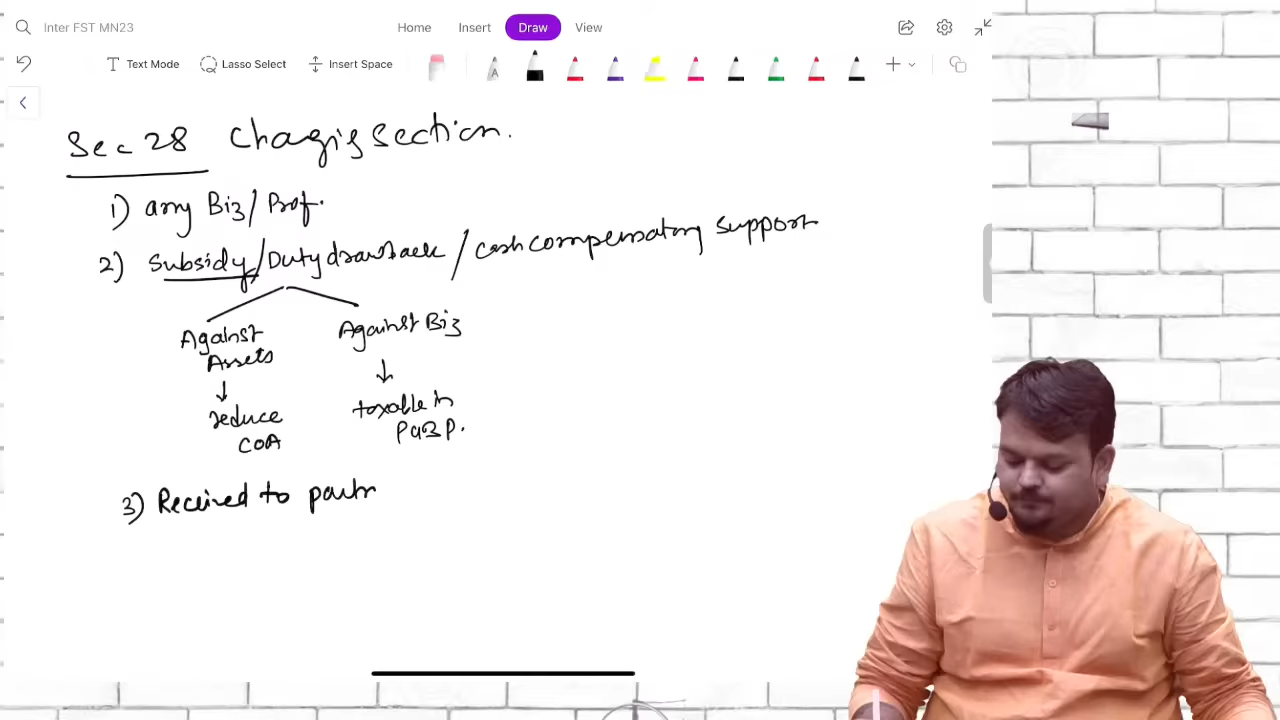 Inter FST MN23
Home Insert Draw View
Text Mode Lasso Select Insert Space
Sec 28 Chagig section.
1) any Biz/Prof.
2) Subsidy/Duty drawback/cash compensatory support
Against Assets
↓
reduce COA
Against Biz
↓
taxable in PGBP.
3) Received to partn